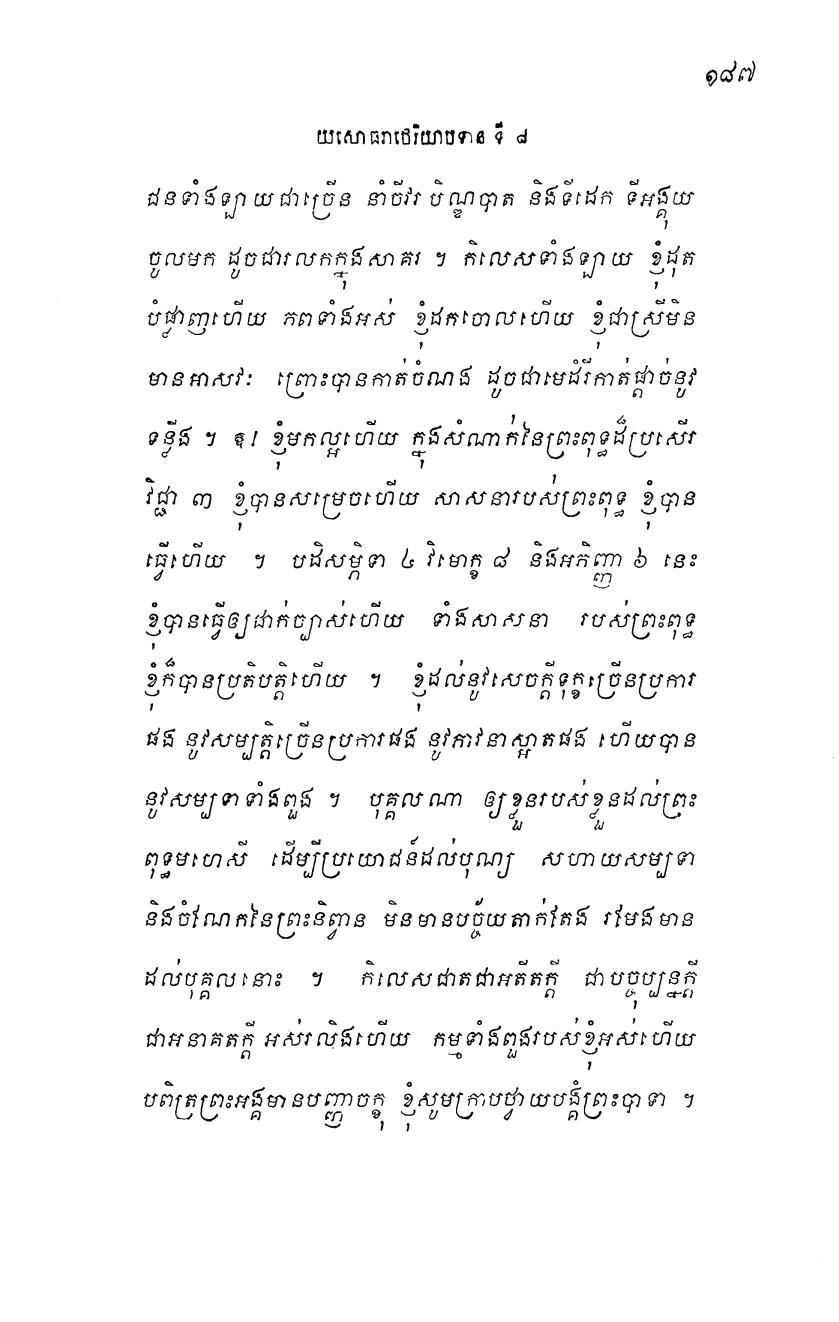 ១៨៧
យសោធរាថេរិយាបទាន ទី ៨
ជនទាំងឡាយជាច្រើន នាំចីវរ បិណ្ឌបាត និងទីដេក ទីអង្គុយ
ចូលមក ដូចជារលកក្នុងសាគរ ។ កិលេសទាំងឡាយ ខ្ញុំដុត
បំផ្លាញហើយ ភពទាំងអស់ ខ្ញុំដកចោលហើយ ខ្ញុំជាស្រីមិន
មានអាសវៈ ព្រោះបានកាត់ចំណង ដូចជាមេដំរីកាត់ផ្តាច់នូវ
ទន្លីង ។ ឱ! ខ្ញុំមកល្អហើយ ក្នុងសំណាក់នៃព្រះពុទ្ធដ៏ប្រសើរ
វិជ្ជា ៣ ខ្ញុំបានសម្រេចហើយ សាសនារបស់ព្រះពុទ្ធ ខ្ញុំបាន
ធ្វើហើយ ។ បដិសម្ភិទា ៤ វិមោក្ខ ៨ និងអភិញ្ញា ៦ នេះ
ខ្ញុំបានធ្វើឲ្យជាក់ច្បាស់ហើយ ទាំងសាសនា របស់ព្រះពុទ្ធ
ខ្ញុំក៏បានប្រតិបត្តិហើយ ។ ខ្ញុំដល់នូវសេចក្តីទុក្ខច្រើនប្រការ
ផង នូវសម្បត្តិច្រើនប្រការផង នូវភាវនាស្អាតផង ហើយបាន
នូវសម្បទាទាំងពួង ។ បុគ្គលណា ឲ្យខ្លួនរបស់ខ្លួនដល់ព្រះ
ពុទ្ធមហេសី ដើម្បីប្រយោជន៍ដល់បុណ្យ សហាយសម្បទា
និងចំណែកនៃព្រះនិព្វាន មិនមានបច្ច័យតាក់តែង រមែងមាន
ដល់បុគ្គលនោះ ។ កិលេសជាតជាអតីតក្តី ជាបច្ចុប្បន្នក្តី
ជាអនាគតក្តី អស់រលីងហើយ កម្មទាំងពួងរបស់ខ្ញុំអស់ហើយ
បពិត្រព្រះអង្គមានបញ្ញាចក្ខុ ខ្ញុំសូមក្រាបថ្វាយបង្គំព្រះបាទា ។